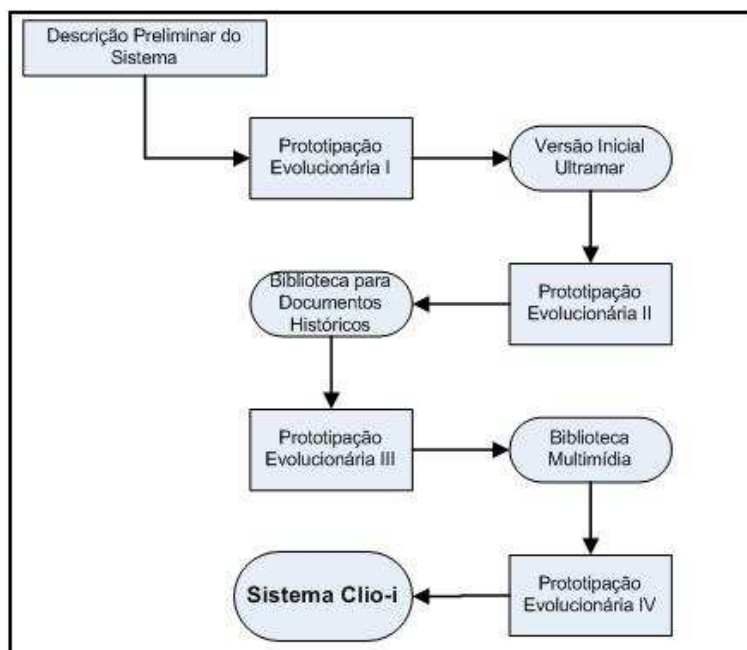 Descrição Preliminar do
Sistema
Prototipação
Evolucionária I
Versão Inicial
Ultramar
Prototipação
Evolucionária II
Biblioteca para
Documentos
Históricos
Prototipação
Evolucionária III
Biblioteca
Multimídia
Prototipação
Evolucionária IV
Sistema Clio-i